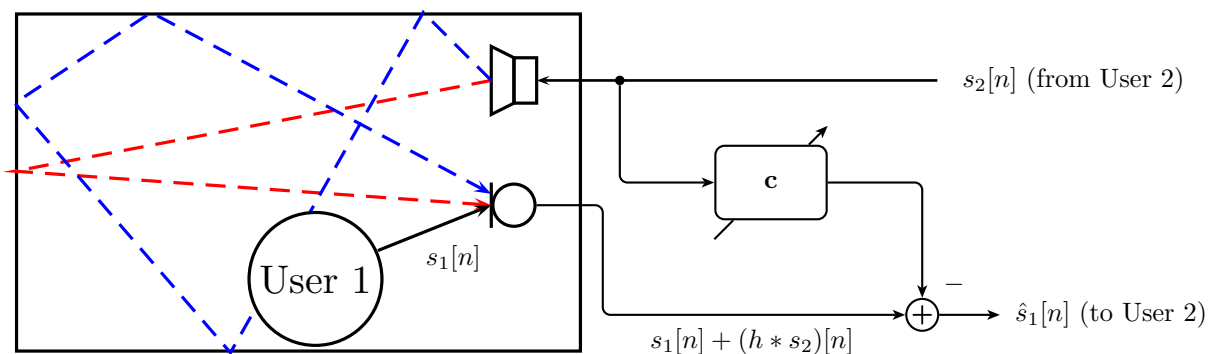 s₂[n] (from User 2)
c
User 1
s₁[n]
−
+
ŝ₁[n] (to User 2)
s₁[n] + (h ∗ s₂)[n]